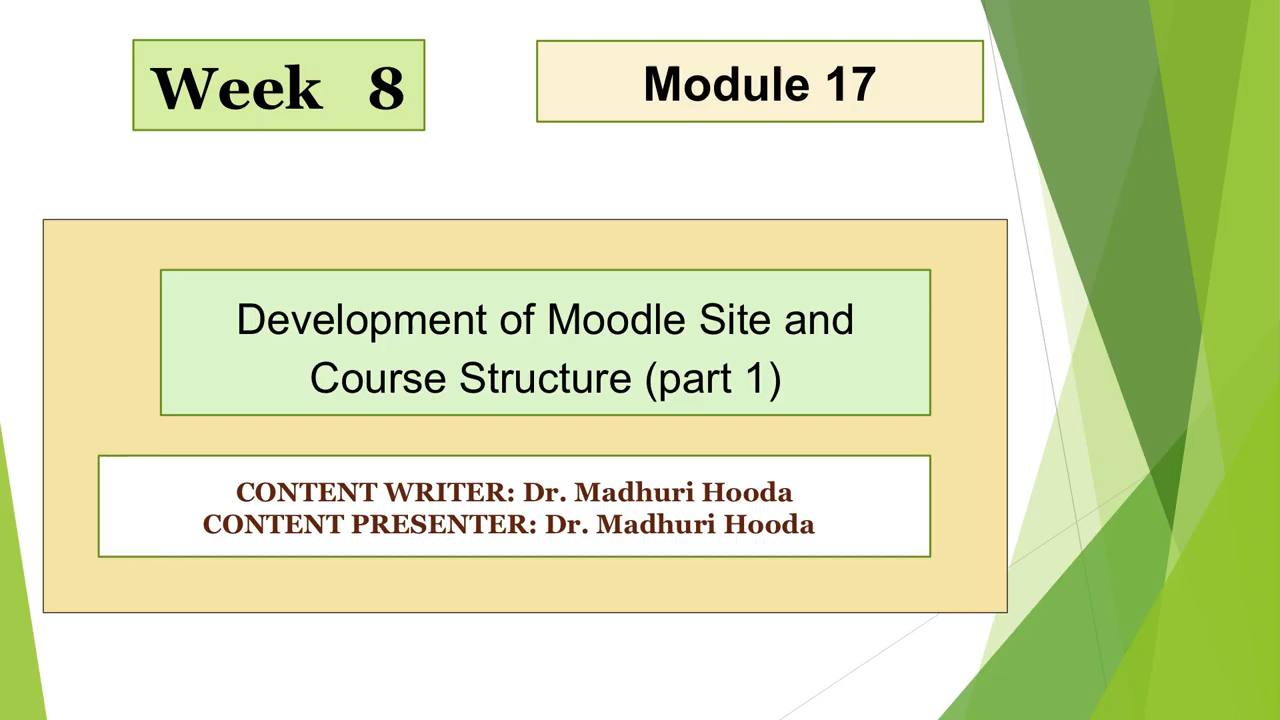 Week 8
Module 17
Development of Moodle Site and
Course Structure (part 1)
CONTENT WRITER: Dr. Madhuri Hooda
CONTENT PRESENTER: Dr. Madhuri Hooda